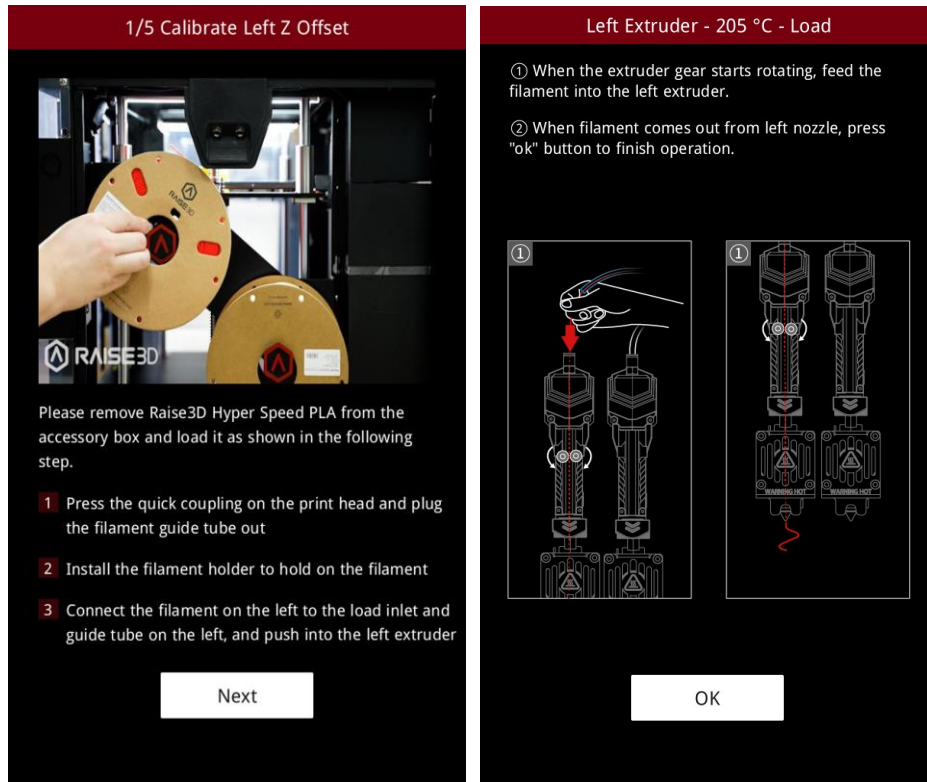 1/5 Calibrate Left Z Offset
RAISE3D
RAISE3D
Please remove Raise3D Hyper Speed PLA from the
accessory box and load it as shown in the following
step.
1 Press the quick coupling on the print head and plug
the filament guide tube out
2 Install the filament holder to hold on the filament
3 Connect the filament on the left to the load inlet and
guide tube on the left, and push into the left extruder
Next
Left Extruder - 205 °C - Load
① When the extruder gear starts rotating, feed the
filament into the left extruder.
② When filament comes out from left nozzle, press
"ok" button to finish operation.
①
①
WARNING HOT
WARNING HOT
OK